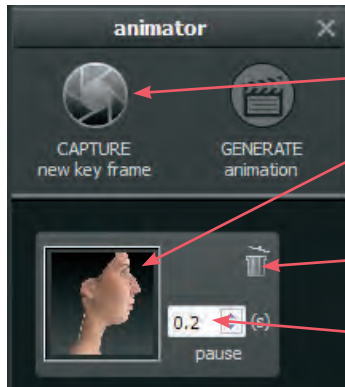 animator
CAPTURE GENERATE
new key frame animation
0.2 (s)
pause